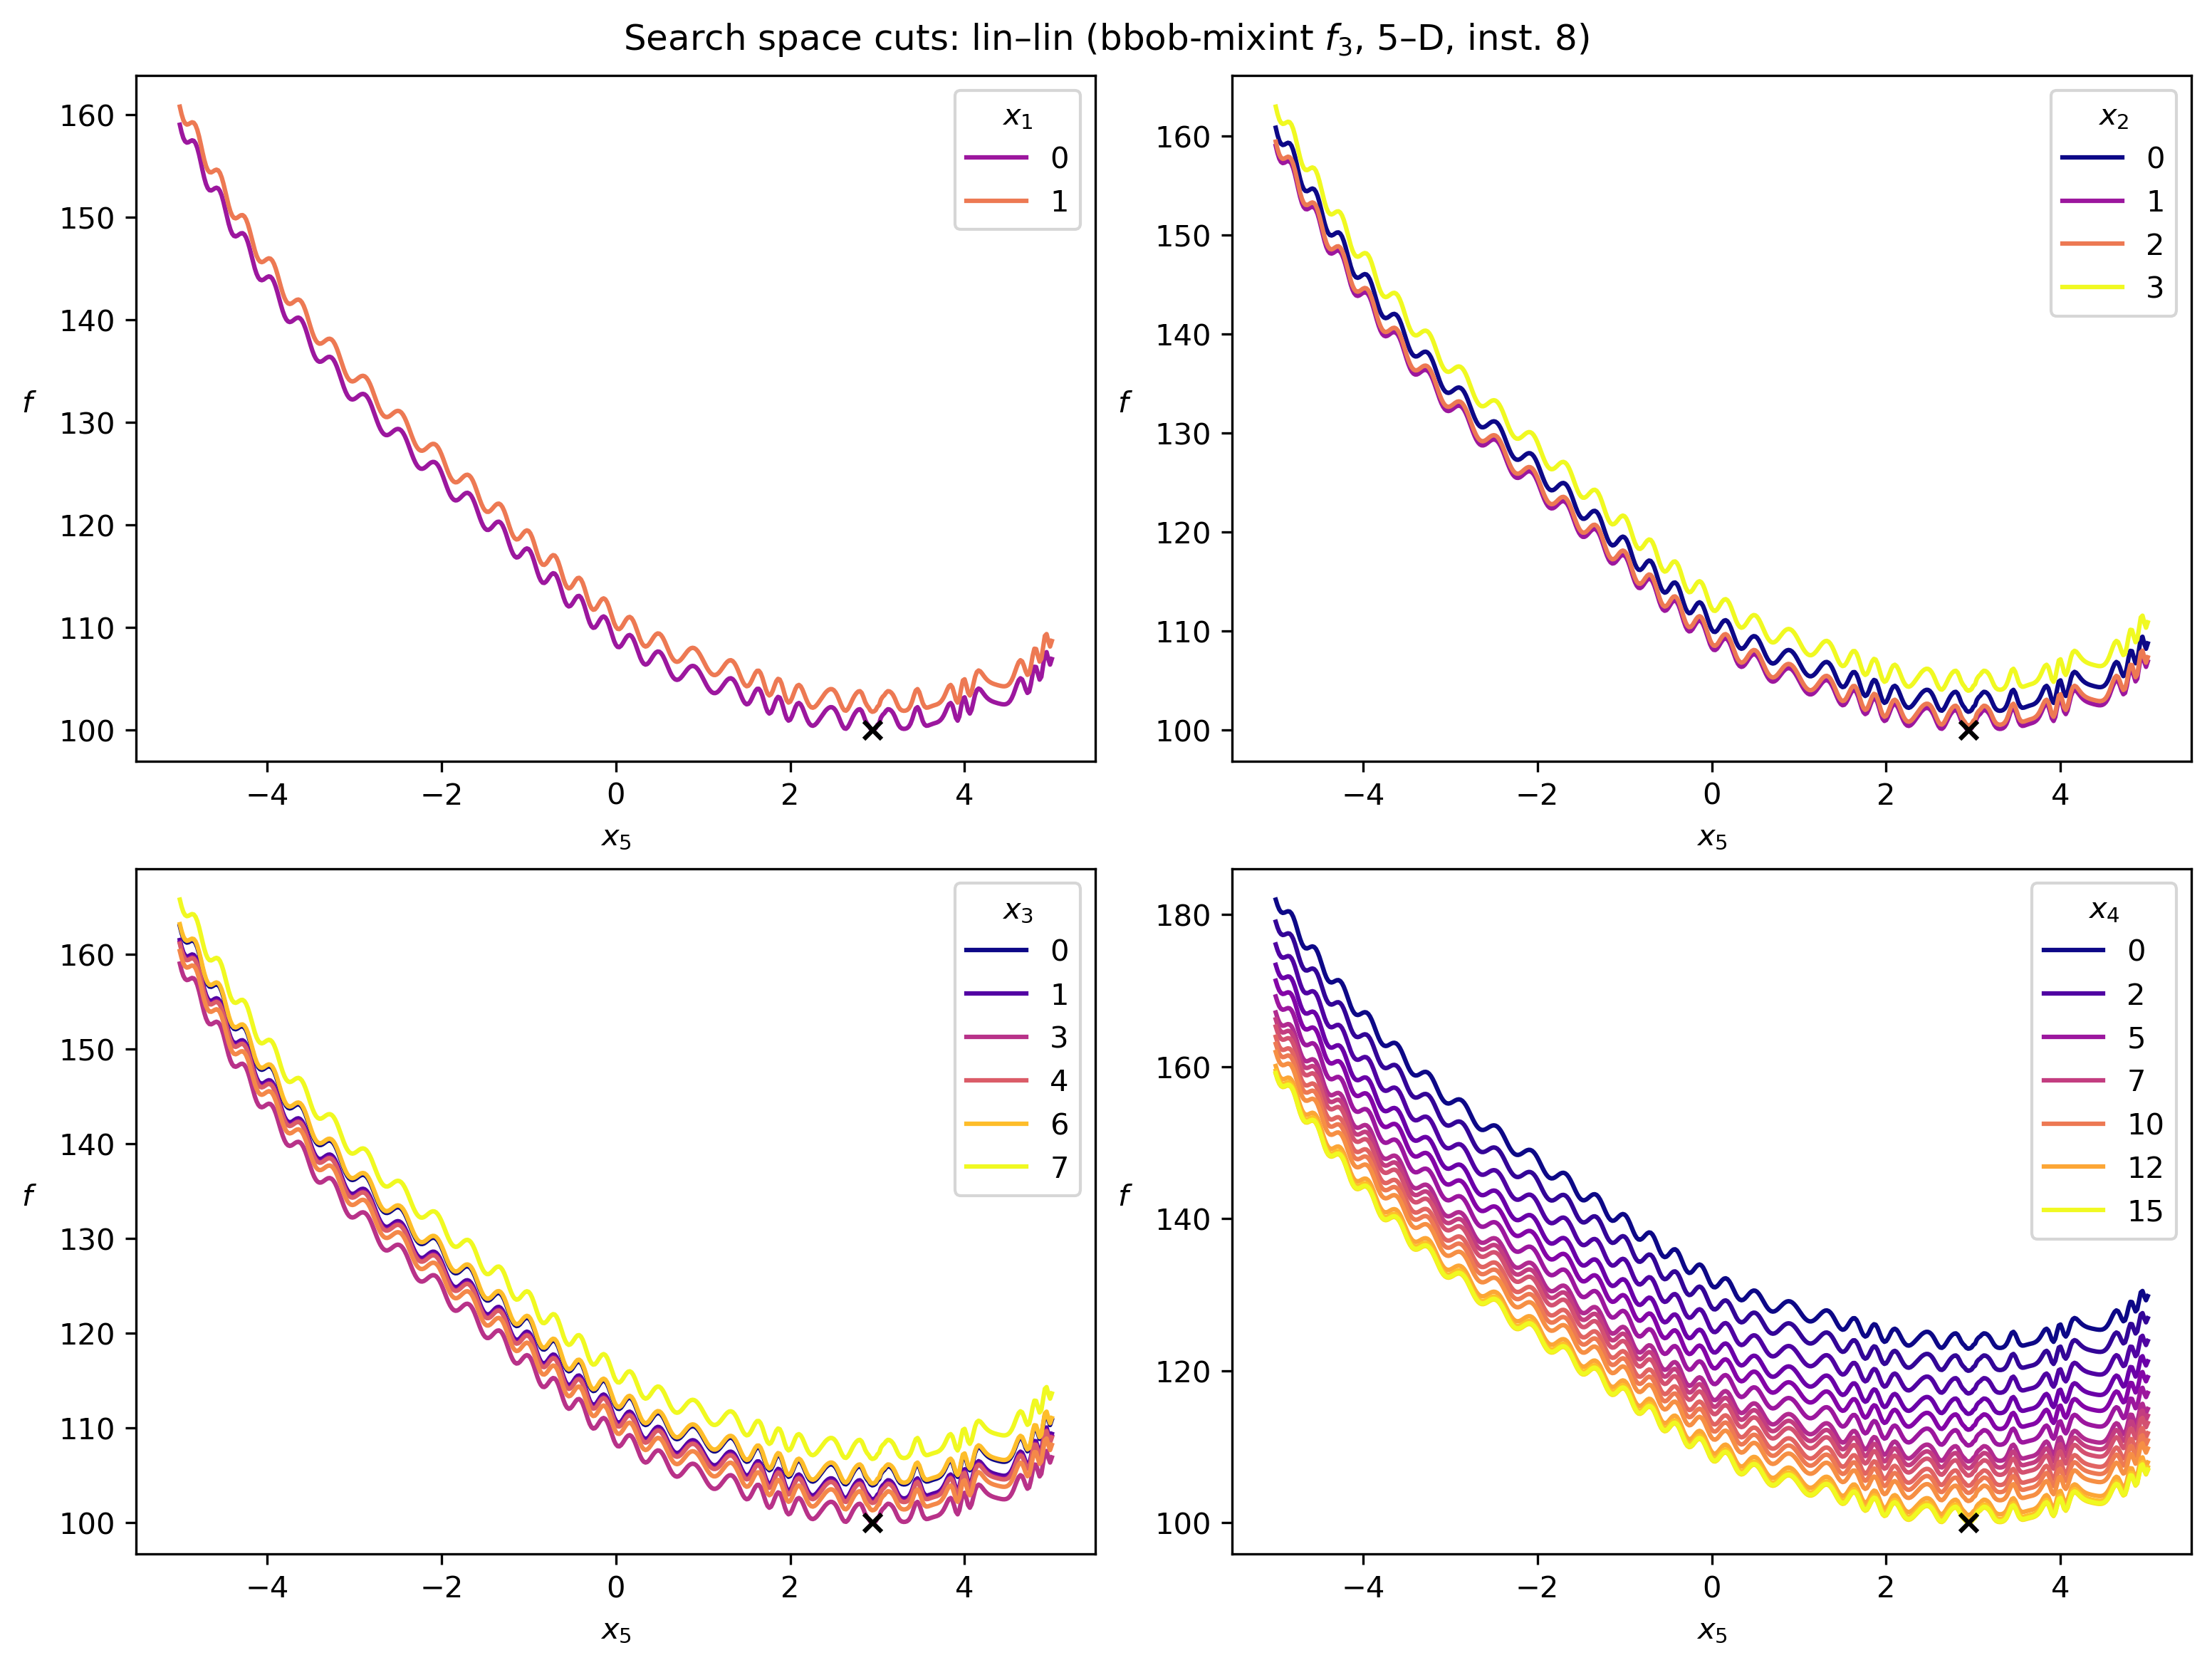 Search space cuts: lin–lin (bbob-mixint f₃, 5–D, inst. 8)
x₁
0
1
160
150
140
130
120
110
100
f
−4 −2 0 2 4
x₅
x₂
0
1
2
3
160
150
140
130
120
110
100
f
−4 −2 0 2 4
x₅
x₃
0
1
3
4
6
7
160
150
140
130
120
110
100
f
−4 −2 0 2 4
x₅
x₄
0
2
5
7
10
12
15
180
160
140
120
100
f
−4 −2 0 2 4
x₅